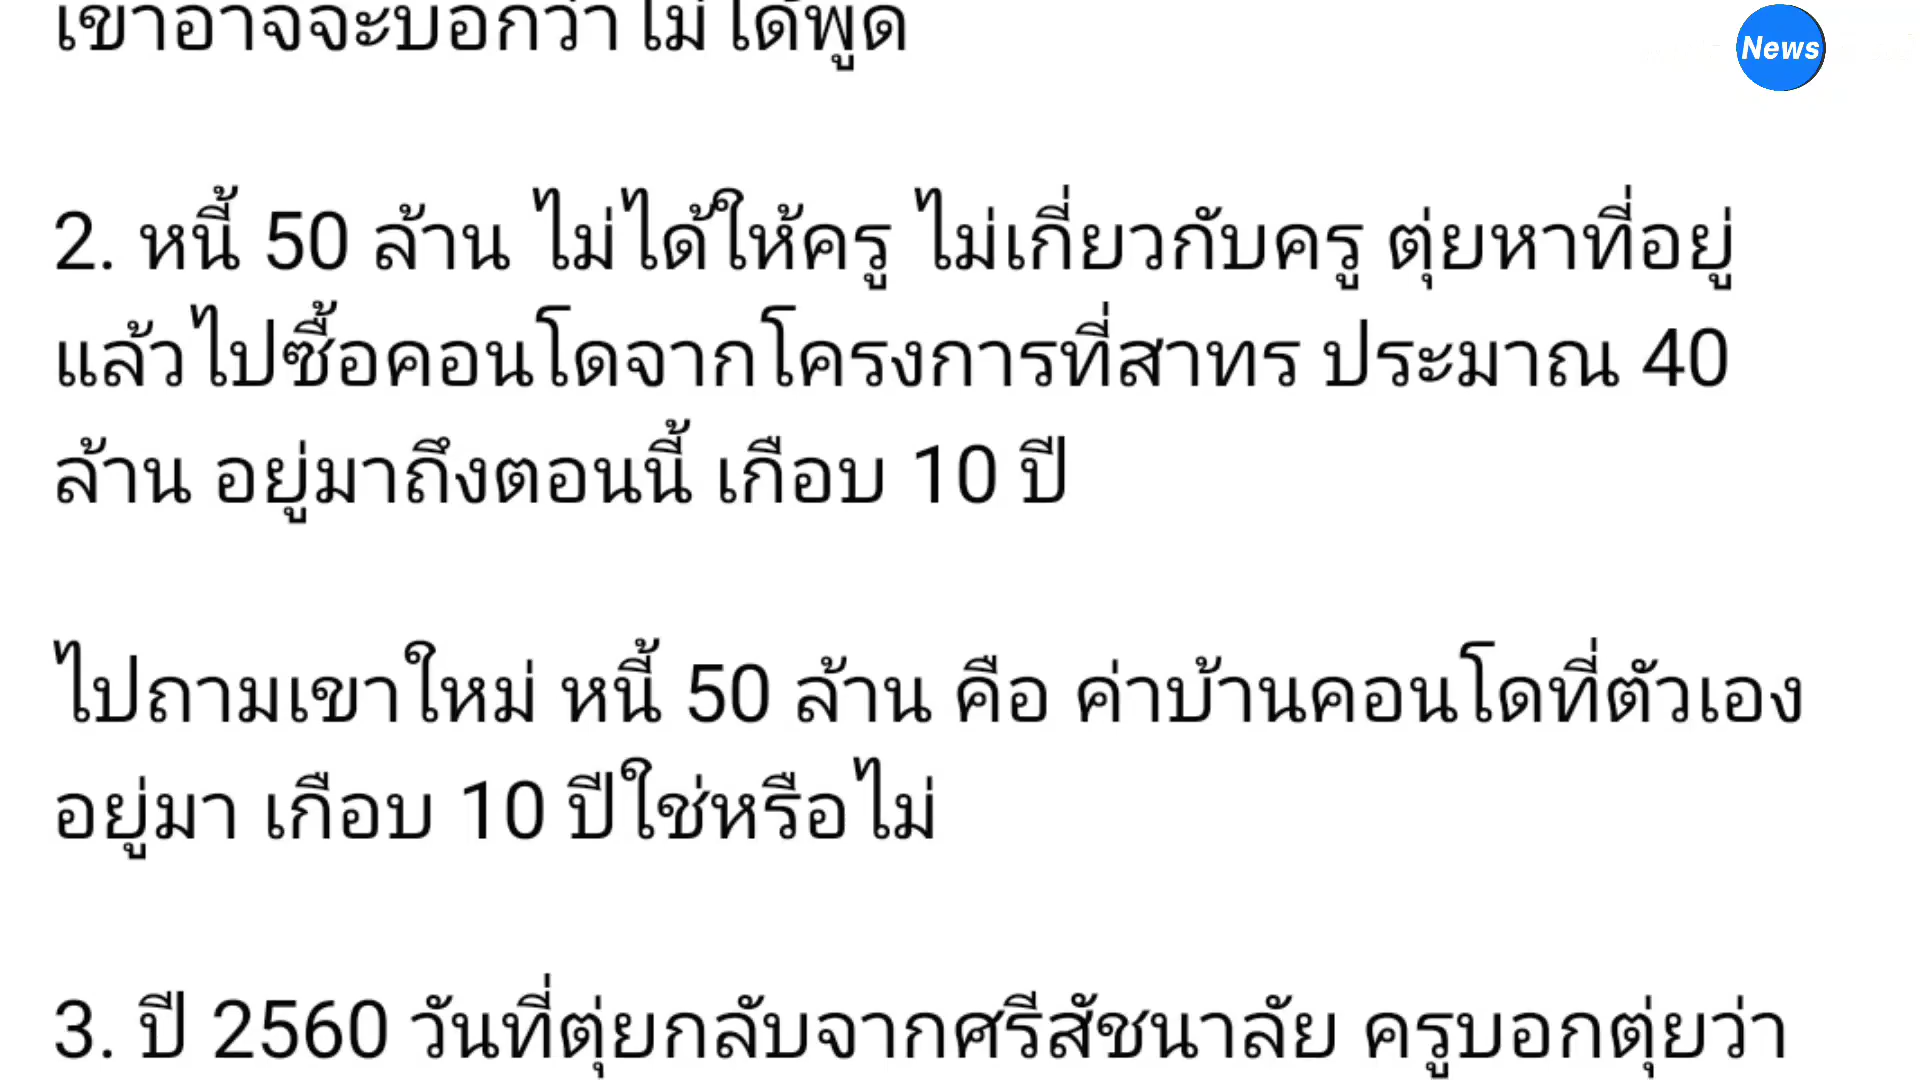 เขาอาจจะบอกว่า ไม่ได้พูด
News
2. หนี้ 50 ล้าน ไม่ได้ให้ครู ไม่เกี่ยวกับครู ตุ่ยหาที่อยู่
แล้วไปซื้อคอนโดจากโครงการที่สาทร ประมาณ 40
ล้าน อยู่มาถึงตอนนี้ เกือบ 10 ปี
ไปถามเขาใหม่ หนี้ 50 ล้าน คือ ค่าบ้านคอนโดที่ตัวเอง
อยู่มา เกือบ 10 ปีใช่หรือไม่
3. ปี 2560 วันที่ตุ่ยกลับจากศรีสัชนาลัย ครูบอกตุ่ยว่า